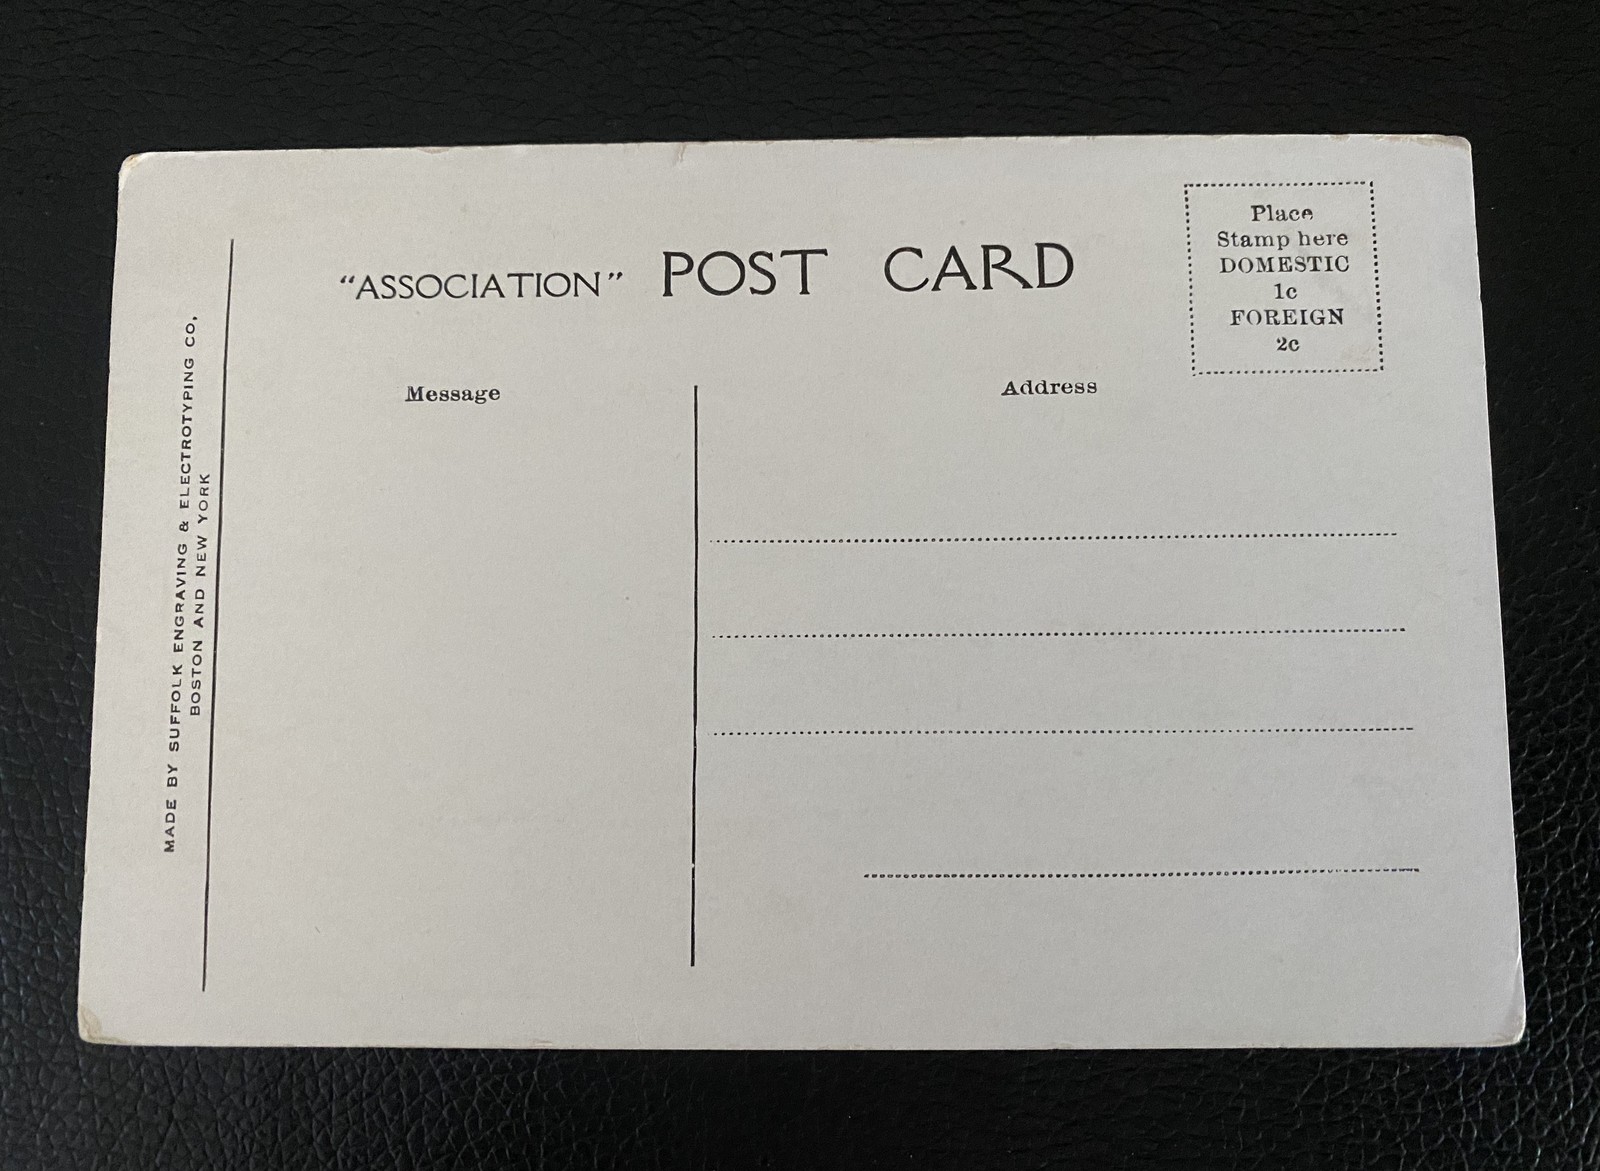 "ASSOCIATION" POST CARD
Place
Stamp here
DOMESTIC
1c
FOREIGN
2c
Message
Address
MADE BY SUFFOLK ENGRAVING & ELECTROTYPING CO,
BOSTON AND NEW YORK